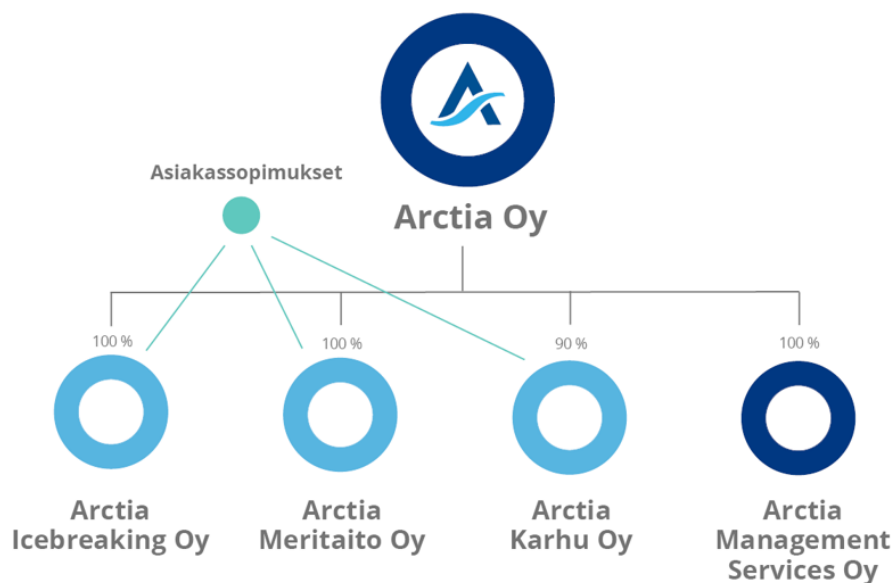 Asiakassopimukset
Arctia Oy
100 %
100 %
90 %
100 %
Arctia
Icebreaking Oy
Arctia
Meritaito Oy
Arctia
Karhu Oy
Arctia
Management
Services Oy